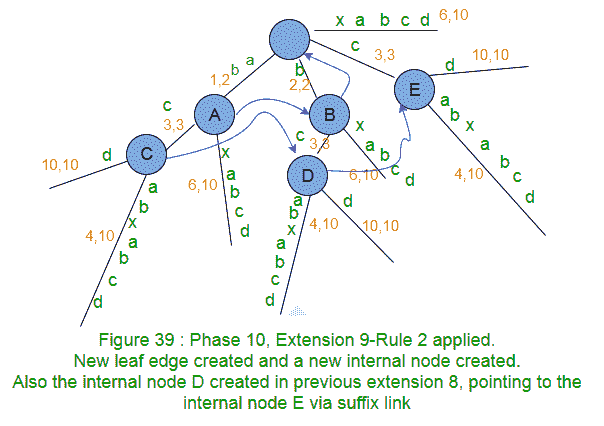 x a b c d 6,10
c 3,3
d 10,10
a
b
1,2
b
2,2
E
c
3,3
A
B
C
D
d
10,10
x a b c d
6,10
c
3,3
x a b c d
6,10
a b x a b c d
4,10
a b x a b c d
4,10
a b x a b c d
4,10
d
10,10
Figure 39 : Phase 10, Extension 9-Rule 2 applied.
New leaf edge created and a new internal node created.
Also the internal node D created in previous extension 8, pointing to the
internal node E via suffix link